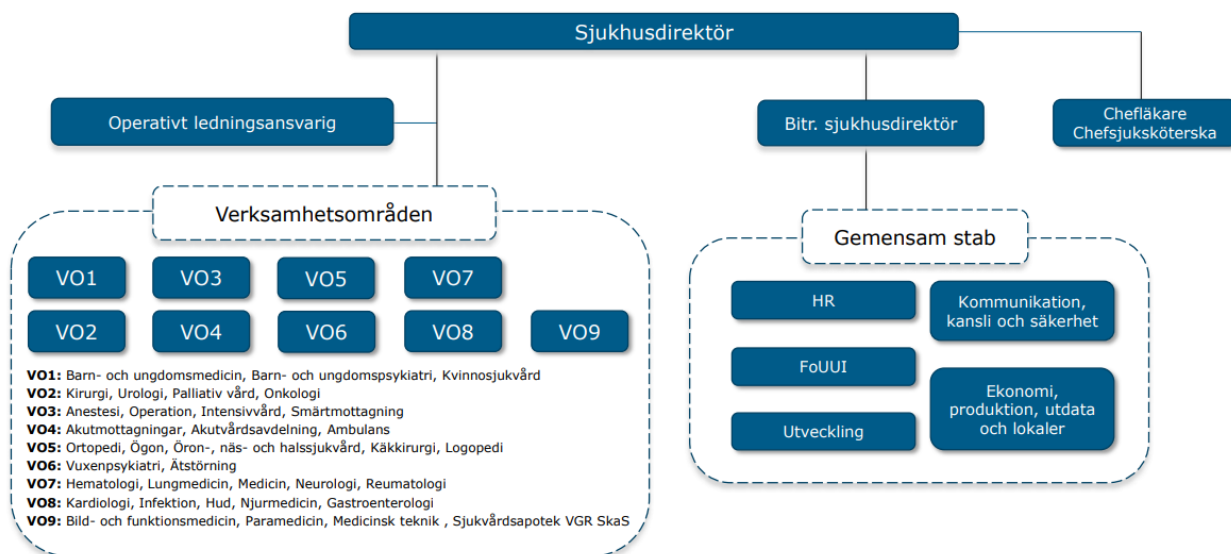 Sjukhusdirektör
Operativt ledningsansvarig
Bitr. sjukhusdirektör
Chefläkare
Chefsjuksköterska
Verksamhetsområden
VO1
VO3
VO5
VO7
VO2
VO4
VO6
VO8
VO9
VO1: Barn- och ungdomsmedicin, Barn- och ungdomspsykiatri, Kvinnosjukvård
VO2: Kirurgi, Urologi, Palliativ vård, Onkologi
VO3: Anestesi, Operation, Intensivvård, Smärtmottagning
VO4: Akutmottagningar, Akutvårdsavdelning, Ambulans
VO5: Ortopedi, Ögon, Öron-, näs- och halssjukvård, Käkkirurgi, Logopedi
VO6: Vuxenpsykiatri, Ätstörning
VO7: Hematologi, Lungmedicin, Medicin, Neurologi, Reumatologi
VO8: Kardiologi, Infektion, Hud, Njurmedicin, Gastroenterologi
VO9: Bild- och funktionsmedicin, Paramedicin, Medicinsk teknik , Sjukvårdsapotek VGR SkaS
Gemensam stab
HR
Kommunikation,
kansli och säkerhet
FoUUI
Ekonomi,
produktion, utdata
och lokaler
Utveckling